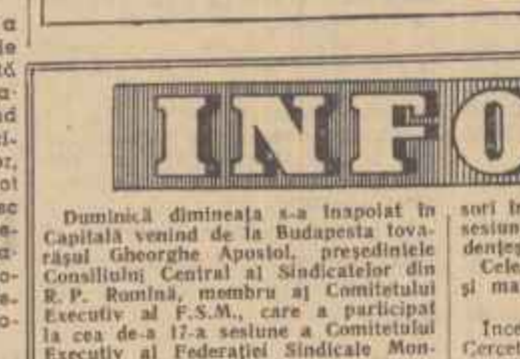 INFO
Duminică dimineața s-a înapoiat în
Capitală venind de la Budapesta tova-
rășul Gheorghe Apostol, președintele
Consiliului Central al Sindicatelor din
R. P. Romînă, membru al Comitetului
Executiv al F.S.M., care a participat
la cea de-a 17-a sesiune a Comitetului
Executiv al Federației Sindicale Mon-
sori în
sesiun
dențeș
Cele
și ma
Înce
Cercet